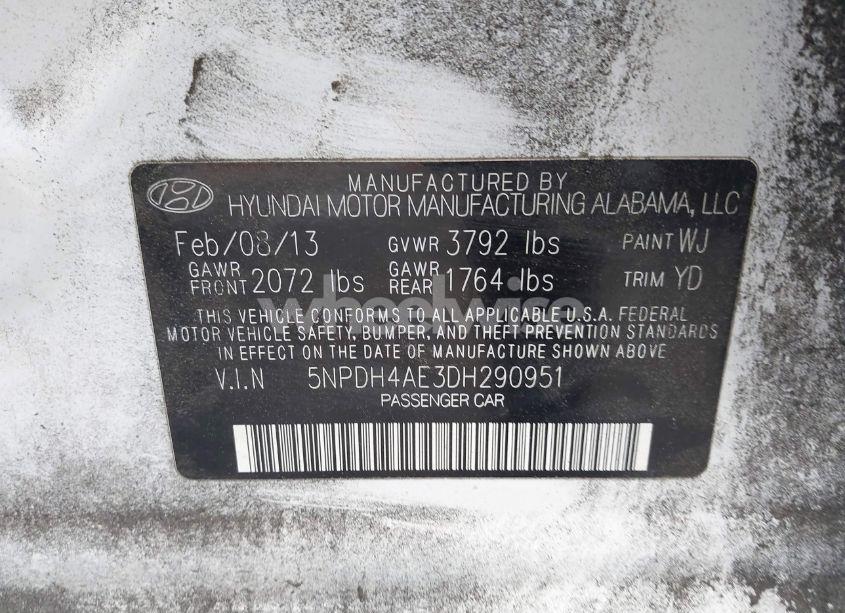 MANUFACTURED BY
HYUNDAI MOTOR MANUFACTURING ALABAMA, LLC
Feb/08/13 GVWR 3792 lbs PAINT WJ
GAWR FRONT 2072 lbs GAWR REAR 1764 lbs TRIM YD
THIS VEHICLE CONFORMS TO ALL APPLICABLE U.S.A. FEDERAL
MOTOR VEHICLE SAFETY, BUMPER, AND THEFT PREVENTION STANDARDS
IN EFFECT ON THE DATE OF MANUFACTURE SHOWN ABOVE
V.I.N 5NPDH4AE3DH290951
PASSENGER CAR
wheelwise